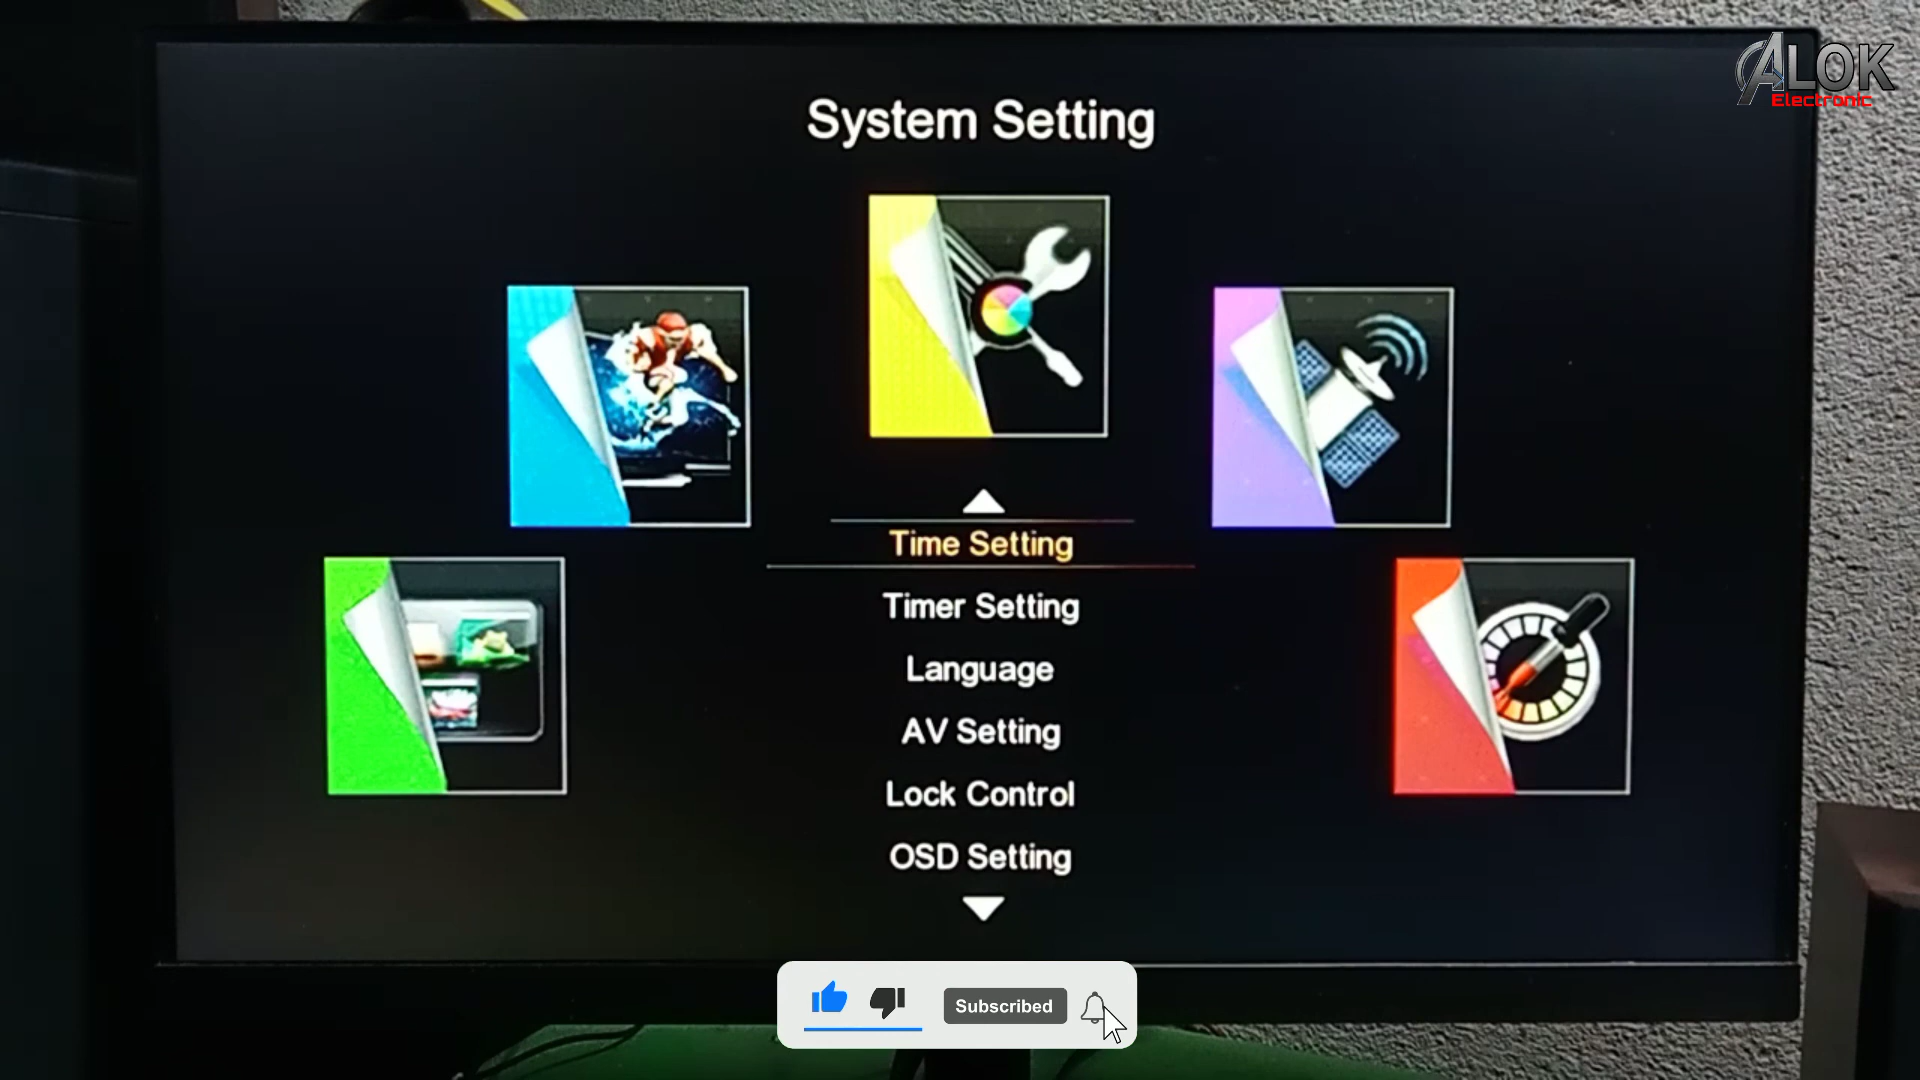 ALOK
Electronic
System Setting
Time Setting
Timer Setting
Language
AV Setting
Lock Control
OSD Setting
Subscribed